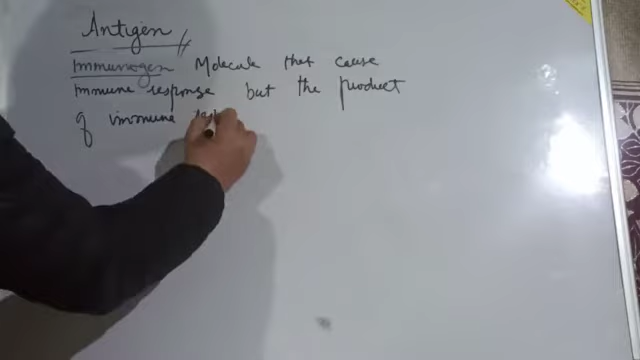 Antigen
Immunogen Molecule that cause
immune response but the product
of immune